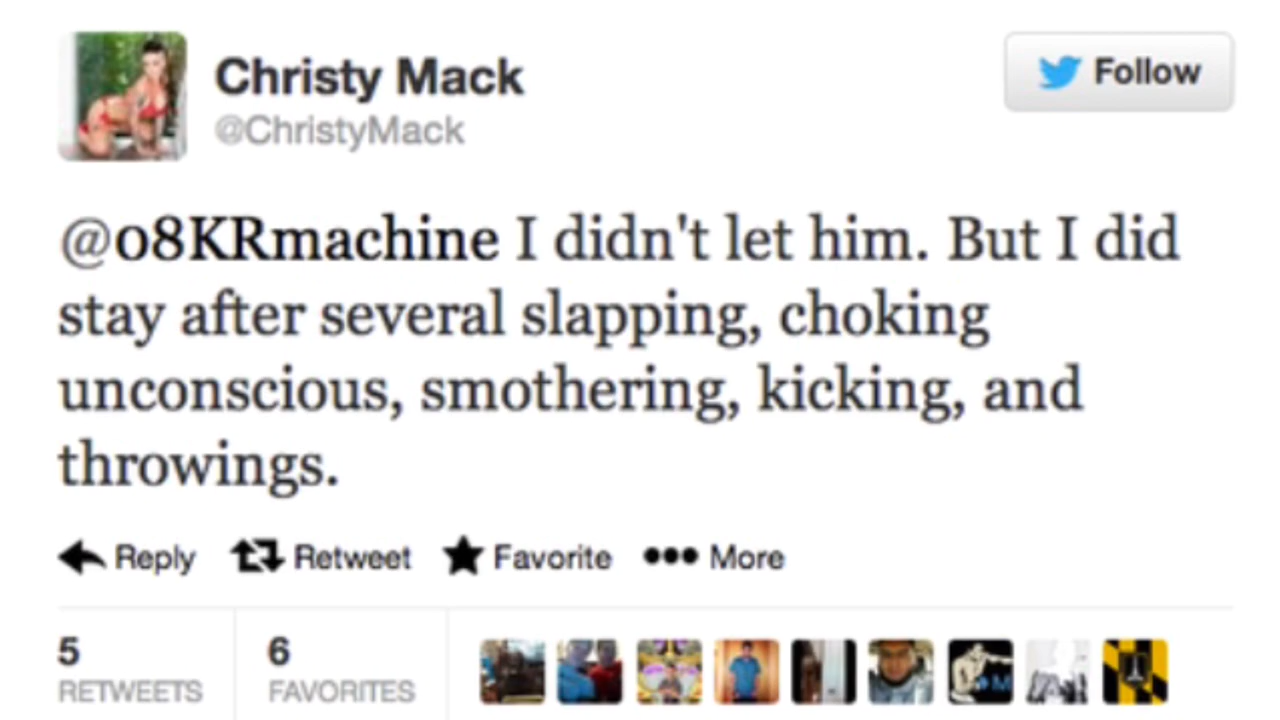 Christy Mack
@ChristyMack
Follow
@08KRmachine I didn't let him. But I did
stay after several slapping, choking
unconscious, smothering, kicking, and
throwings.
Reply Retweet Favorite More
5 6
RETWEETS FAVORITES